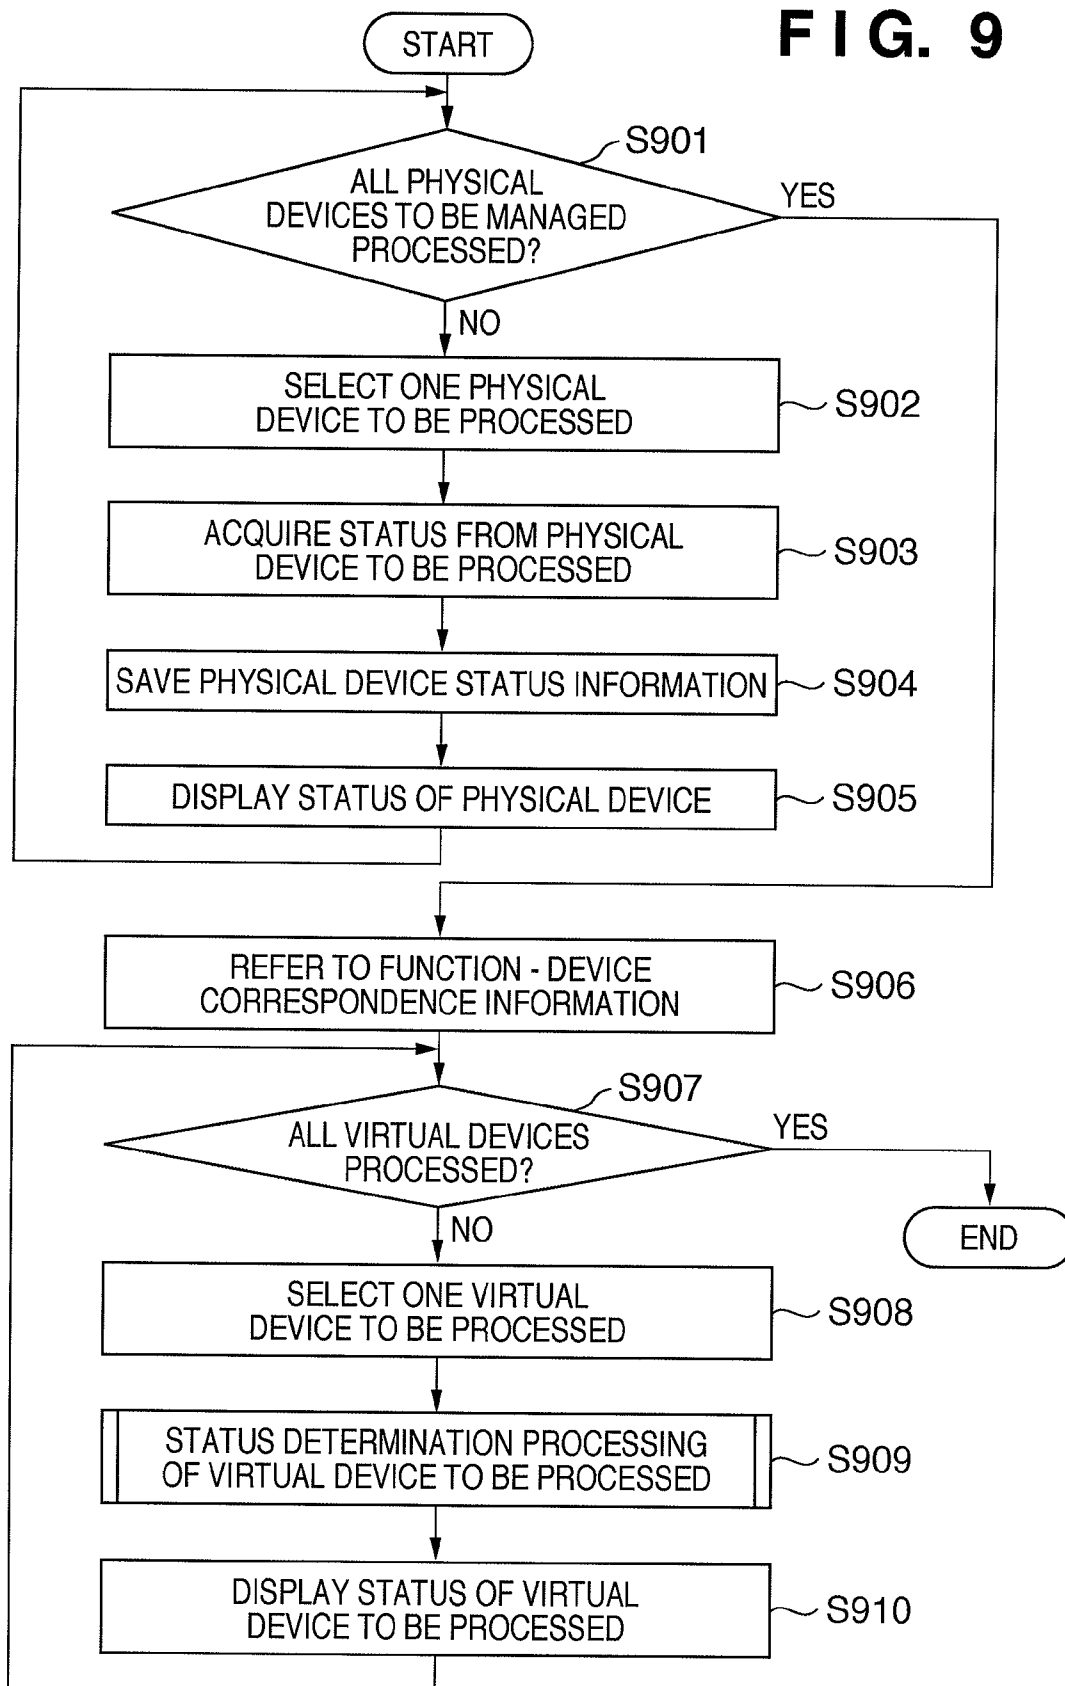 FIG. 9
START
S901
ALL PHYSICAL
DEVICES TO BE MANAGED
PROCESSED?
YES
NO
SELECT ONE PHYSICAL
DEVICE TO BE PROCESSED
S902
ACQUIRE STATUS FROM PHYSICAL
DEVICE TO BE PROCESSED
S903
SAVE PHYSICAL DEVICE STATUS INFORMATION
S904
DISPLAY STATUS OF PHYSICAL DEVICE
S905
REFER TO FUNCTION - DEVICE
CORRESPONDENCE INFORMATION
S906
S907
ALL VIRTUAL DEVICES
PROCESSED?
YES
NO
END
SELECT ONE VIRTUAL
DEVICE TO BE PROCESSED
S908
STATUS DETERMINATION PROCESSING
OF VIRTUAL DEVICE TO BE PROCESSED
S909
DISPLAY STATUS OF VIRTUAL
DEVICE TO BE PROCESSED
S910